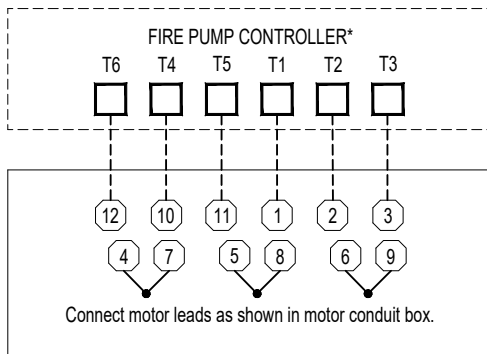 FIRE PUMP CONTROLLER*
T6 T4 T5 T1 T2 T3
12 10 11 1 2 3
4 7 5 8 6 9
Connect motor leads as shown in motor conduit box.